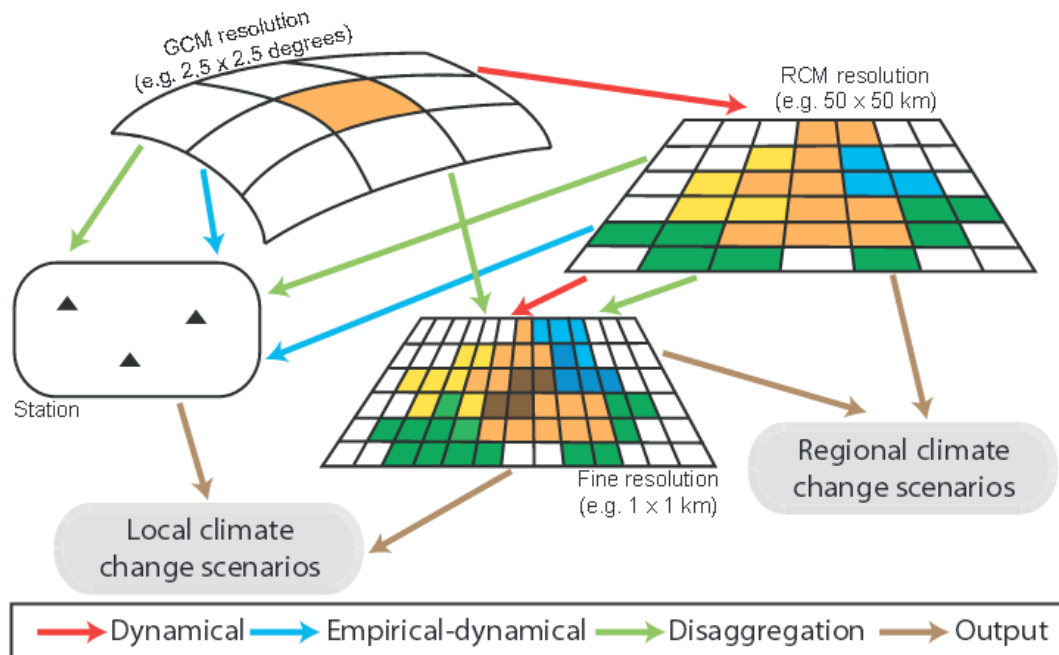 GCM resolution
(e.g. 2.5 x 2.5 degrees)
RCM resolution
(e.g. 50 x 50 km)
Station
Fine resolution
(e.g. 1 x 1 km)
Regional climate
change scenarios
Local climate
change scenarios
Dynamical
Empirical-dynamical
Disaggregation
Output